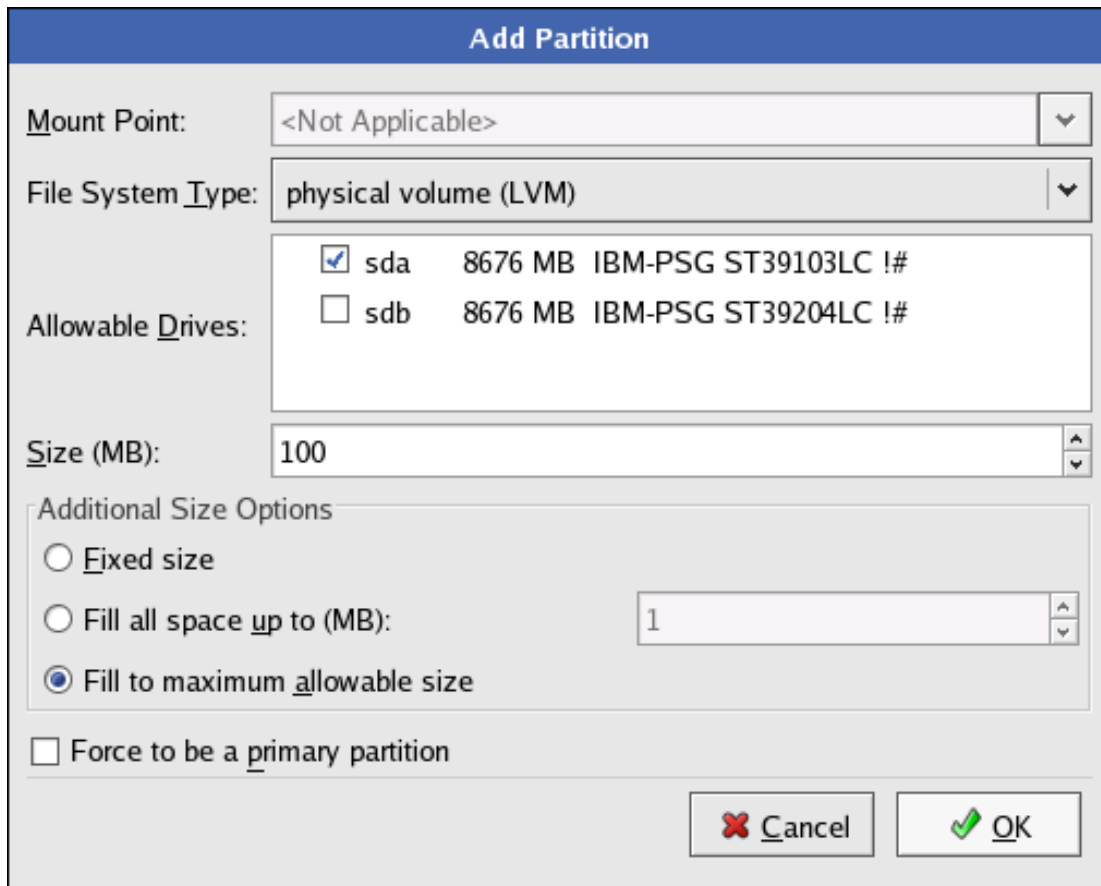 Add Partition
Mount Point: <Not Applicable>
File System Type: physical volume (LVM)
Allowable Drives:
sda 8676 MB IBM-PSG ST39103LC !#
sdb 8676 MB IBM-PSG ST39204LC !#
Size (MB): 100
Additional Size Options
Fixed size
Fill all space up to (MB): 1
Fill to maximum allowable size
Force to be a primary partition
Cancel OK